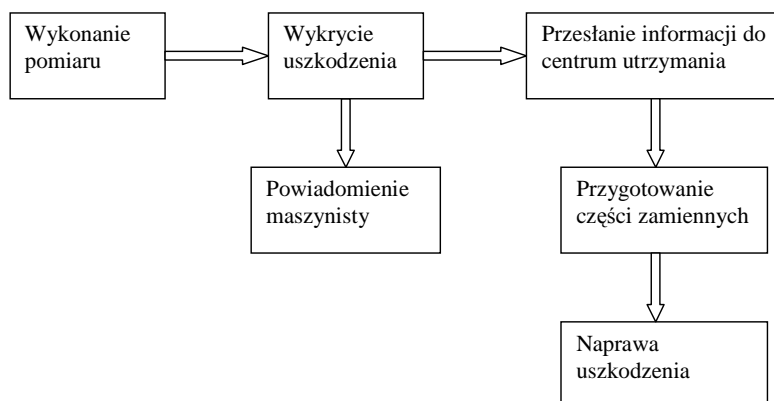 Wykonanie
pomiaru
Wykrycie
uszkodzenia
Przesłanie informacji do
centrum utrzymania
Powiadomienie
maszynisty
Przygotowanie
części zamiennych
Naprawa
uszkodzenia